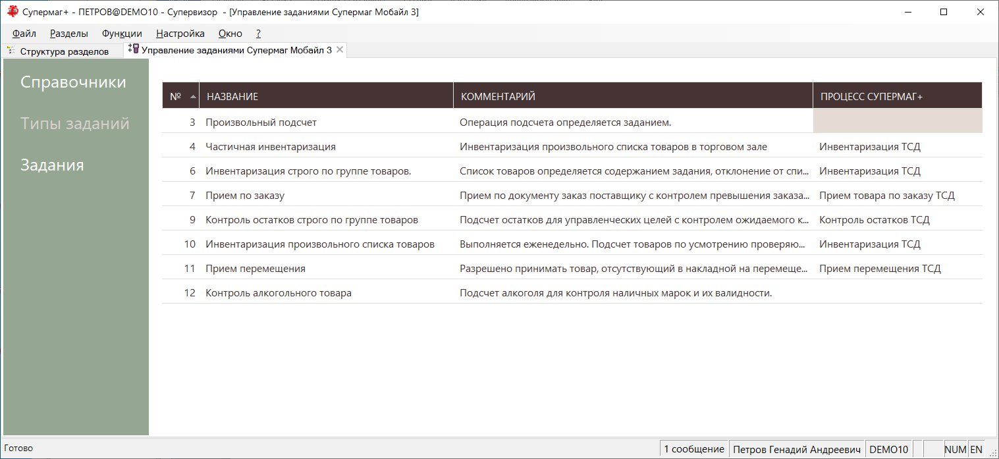 Супермаг+ - ПЕТРОВ@DEMO10 - Супервизор - [Управление заданиями Супермаг Мобайл 3]
Файл Разделы Функции Настройка Окно ?
Структура разделов Управление заданиями Супермаг Мобайл 3
Справочники
Типы заданий
Задания
№ НАЗВАНИЕ КОММЕНТАРИЙ ПРОЦЕСС СУПЕРМАГ+
3 Произвольный подсчет Операция подсчета определяется заданием.
4 Частичная инвентаризация Инвентаризация произвольного списка товаров в торговом зале Инвентаризация ТСД
6 Инвентаризация строго по группе товаров. Список товаров определяется содержанием задания, отклонение от спи... Инвентаризация ТСД
7 Прием по заказу Прием по документу заказ поставщику с контролем превышения заказа... Прием товара по заказу ТСД
9 Контроль остатков строго по группе товаров Подсчет остатков для управленческих целей с контролем ожидаемого к... Контроль остатков ТСД
10 Инвентаризация произвольного списка товаров Выполняется еженедельно. Подсчет товаров по усмотрению проверяю... Инвентаризация ТСД
11 Прием перемещения Разрешено принимать товар, отсутствующий в накладной на перемеще... Прием перемещения ТСД
12 Контроль алкогольного товара Подсчет алкоголя для контроля наличных марок и их валидности.
Готово 1 сообщение Петров Генадий Андреевич DEMO10 NUM EN